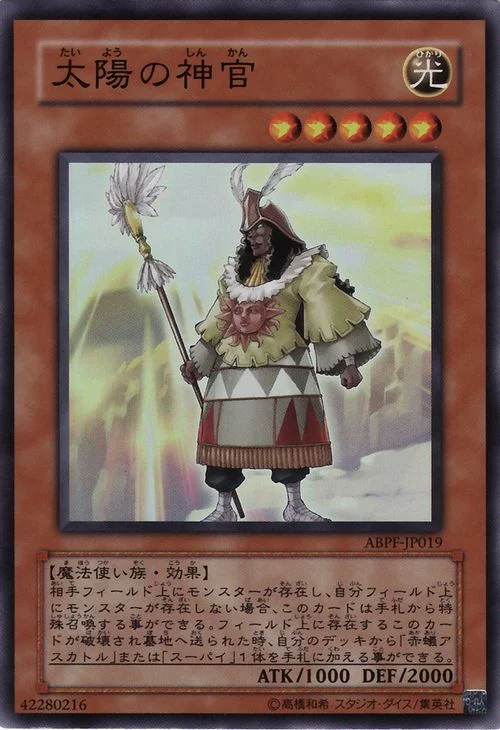 太陽の神官
光
ABPF-JP019
【魔法使い族・効果】
相手フィールド上にモンスターが存在し、自分フィールド上
にモンスターが存在しない場合、このカードは手札から特
殊召喚する事ができる。フィールド上に存在するこのカー
ドが破壊され墓地へ送られた時、自分のデッキから「赤蟻ア
スカトル」または「スーパイ」1体を手札に加える事ができる。
ATK/1000 DEF/2000
42280216 ©高橋和希 スタジオ・ダイス/集英社